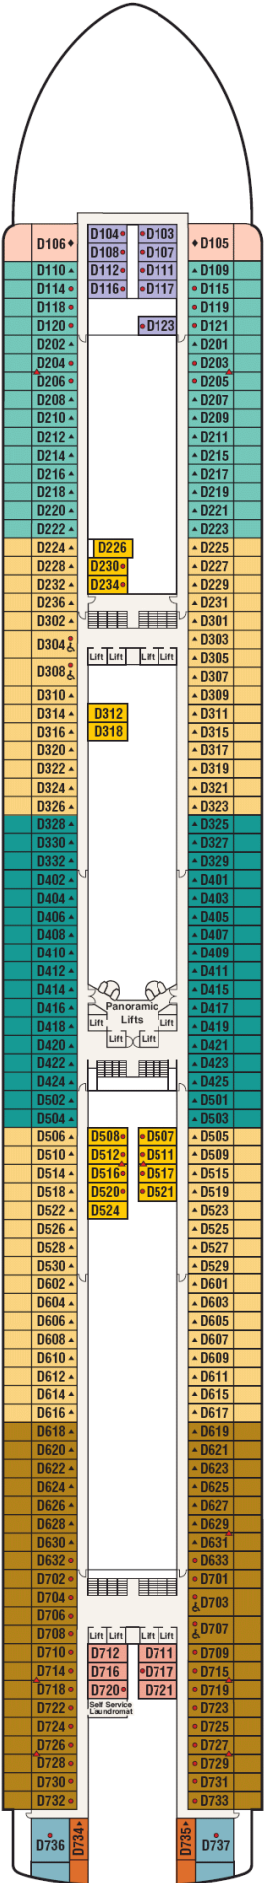 D106 D104 D103 D105
D108 D107
D110 D112 D111 D109
D114 D116 D117 D115
D118 D119
D120 D123 D121
D202 D201
D204 D203
D206 D205
D208 D207
D210 D209
D212 D211
D214 D215
D216 D217
D218 D219
D220 D221
D222 D223
D224 D226 D225
D228 D230 D227
D232 D234 D229
D236 D231
D302 D301
D304 D303
Lift Lift Lift Lift D305
D308 D307
D310 D309
D314 D312 D311
D316 D318 D315
D320 D317
D322 D319
D324 D321
D326 D323
D328 D325
D330 D327
D332 D329
D402 D401
D404 D403
D406 D405
D408 D407
D410 D409
D412 D411
D414 D415
D416 Panoramic D417
Lifts
D418 Lift Lift D419
D420 Lift Lift D421
D422 D423
D424 D425
D502 D501
D504 D503
D506 D508 D507 D505
D510 D512 D511 D509
D514 D516 D517 D515
D518 D520 D521 D519
D522 D524 D523
D526 D525
D528 D527
D530 D529
D602 D601
D604 D603
D606 D605
D608 D607
D610 D609
D612 D611
D614 D615
D616 D617
D618 D619
D620 D621
D622 D623
D624 D625
D626 D627
D628 D629
D630 D631
D632 D633
D702 D701
D704 D703
D706
D708 Lift Lift Lift Lift D707
D710 D712 D711 D709
D714 D716 D717 D715
D718 D720 D721 D719
D722 Self Service D723
Laundromat
D724 D725
D726 D727
D728 D729
D730 D731
D732 D733
D736 D734 D735 D737